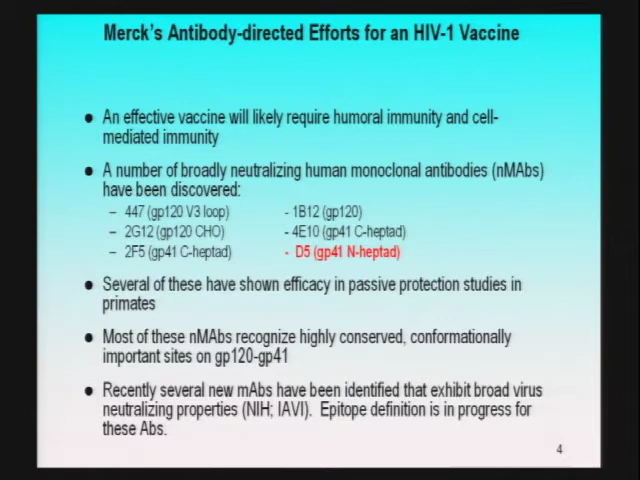 Merck's Antibody-directed Efforts for an HIV-1 Vaccine
● An effective vaccine will likely require humoral immunity and cell-
mediated immunity
● A number of broadly neutralizing human monoclonal antibodies (nMAbs)
have been discovered:
– 447 (gp120 V3 loop) - 1B12 (gp120)
– 2G12 (gp120 CHO) - 4E10 (gp41 C-heptad)
– 2F5 (gp41 C-heptad) - D5 (gp41 N-heptad)
● Several of these have shown efficacy in passive protection studies in
primates
● Most of these nMAbs recognize highly conserved, conformationally
important sites on gp120-gp41
● Recently several new mAbs have been identified that exhibit broad virus
neutralizing properties (NIH; IAVI). Epitope definition is in progress for
these Abs.
4